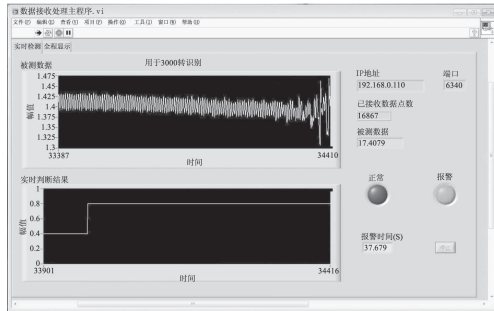 数据接收处理主程序.vi
文件(F) 编辑(E) 查看(V) 项目(P) 操作(O) 工具(T) 窗口(W) 帮助(H)
实时检测 全程显示
被测数据 用于3000转识别
幅值
1.475
1.45
1.425
1.4
1.375
1.35
1.325
1.3
33387 34410
时间
IP地址 端口
192.168.0.110 6340
已接收数据点数
16867
被测数据
17.4079
实时判断结果
幅值
1
0.8
0.6
0.4
0.2
0
33901 34416
时间
正常 报警
报警时间(S)
37.679